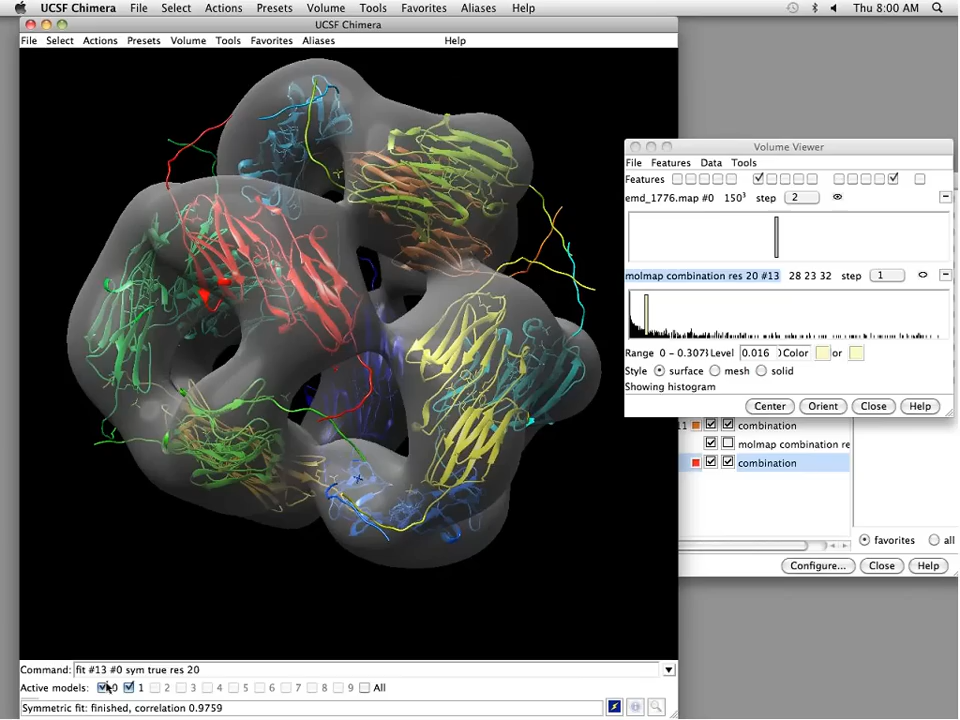 UCSF Chimera File Select Actions Presets Volume Tools Favorites Aliases Help Thu 8:00 AM
UCSF Chimera
File Select Actions Presets Volume Tools Favorites Aliases Help
Volume Viewer
File Features Data Tools
Features
emd_1776.map #0 150³ step 2
molmap combination res 20 #13 28 23 32 step 1
Range 0 – 0.307 Level 0.016 Color or
Style surface mesh solid
Showing histogram
Center Orient Close Help
11 combination
molmap combination re
combination
favorites all
Configure... Close Help
Command: fit #13 #0 sym true res 20
Active models: 0 1 2 3 4 5 6 7 8 9 All
Symmetric fit: finished, correlation 0.9759